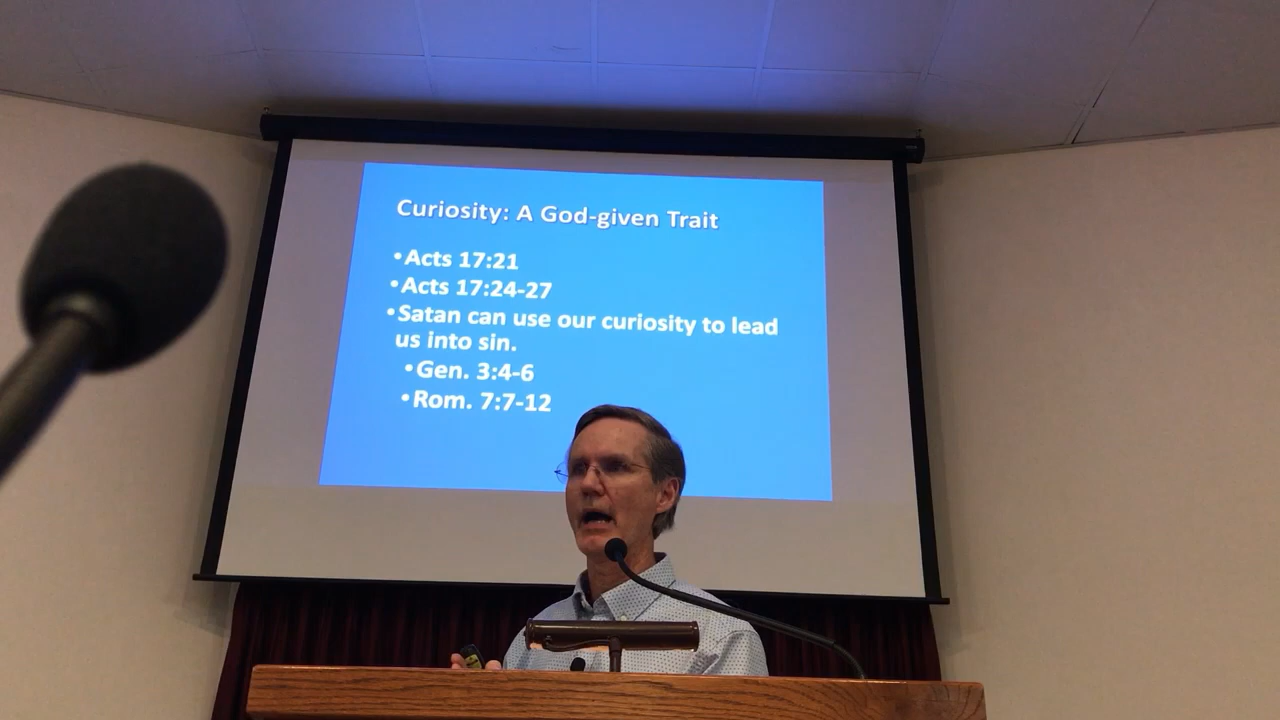 Curiosity: A God-given Trait
•Acts 17:21
•Acts 17:24-27
•Satan can use our curiosity to lead
us into sin.
•Gen. 3:4-6
•Rom. 7:7-12